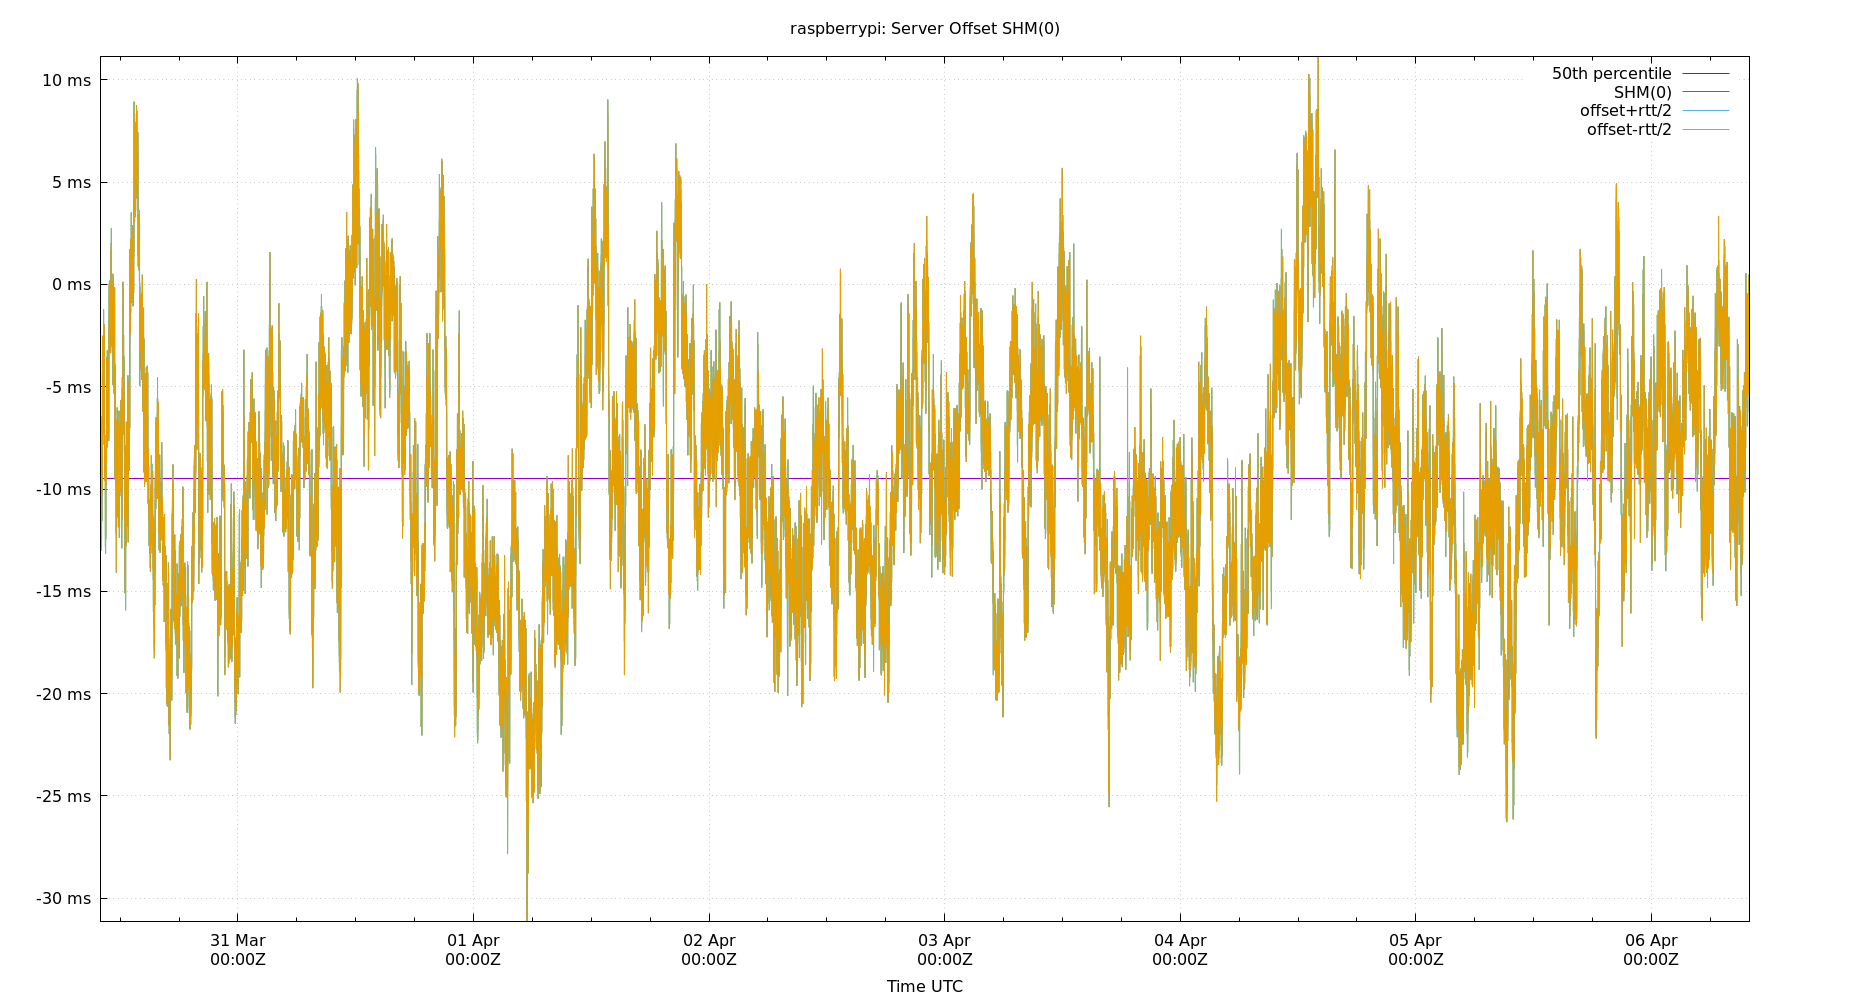 raspberrypi: Server Offset SHM(0)
50th percentile
SHM(0)
offset+rtt/2
offset-rtt/2
10 ms
5 ms
0 ms
-5 ms
-10 ms
-15 ms
-20 ms
-25 ms
-30 ms
31 Mar 01 Apr 02 Apr 03 Apr 04 Apr 05 Apr 06 Apr
00:00Z 00:00Z 00:00Z 00:00Z 00:00Z 00:00Z 00:00Z
Time UTC